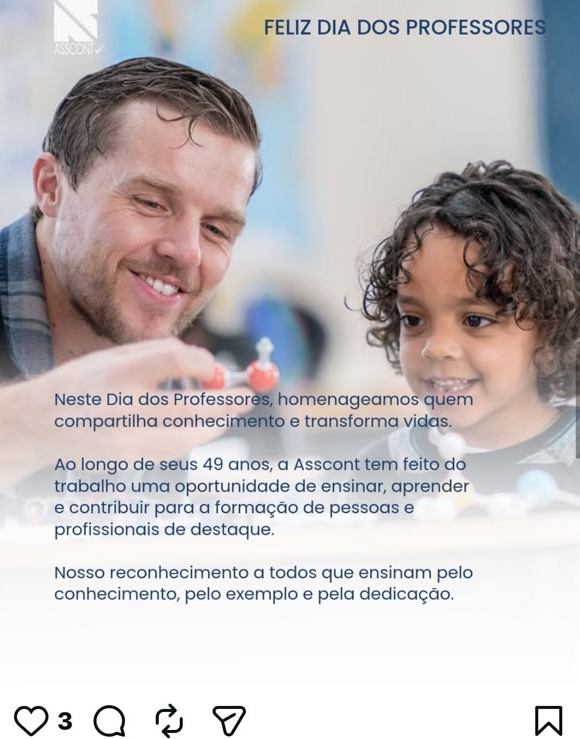 ASSCONT
FELIZ DIA DOS PROFESSORES
Neste Dia dos Professores, homenageamos quem
compartilha conhecimento e transforma vidas.
Ao longo de seus 49 anos, a Asscont tem feito do
trabalho uma oportunidade de ensinar, aprender
e contribuir para a formação de pessoas e
profissionais de destaque.
Nosso reconhecimento a todos que ensinam pelo
conhecimento, pelo exemplo e pela dedicação.
3